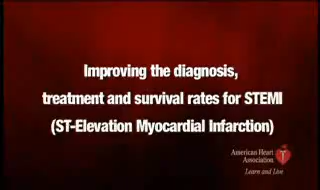 Improving the diagnosis,
treatment and survival rates for STEMI
(ST-Elevation Myocardial Infarction)
American Heart
Association
Learn and Live